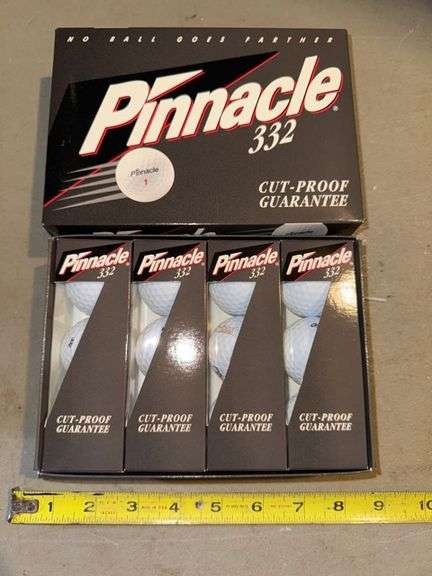 NO BALL GOES FARTHER
Pinnacle®
332
Pinnacle
1
CUT-PROOF
GUARANTEE
Pinnacle®
332
CUT-PROOF
GUARANTEE
Pinnacle®
332
CUT-PROOF
GUARANTEE
Pinnacle®
332
CUT-PROOF
GUARANTEE
Pinnacle®
332
CUT-PROOF
GUARANTEE
1 2 3 4 5 6 7 8 9 10